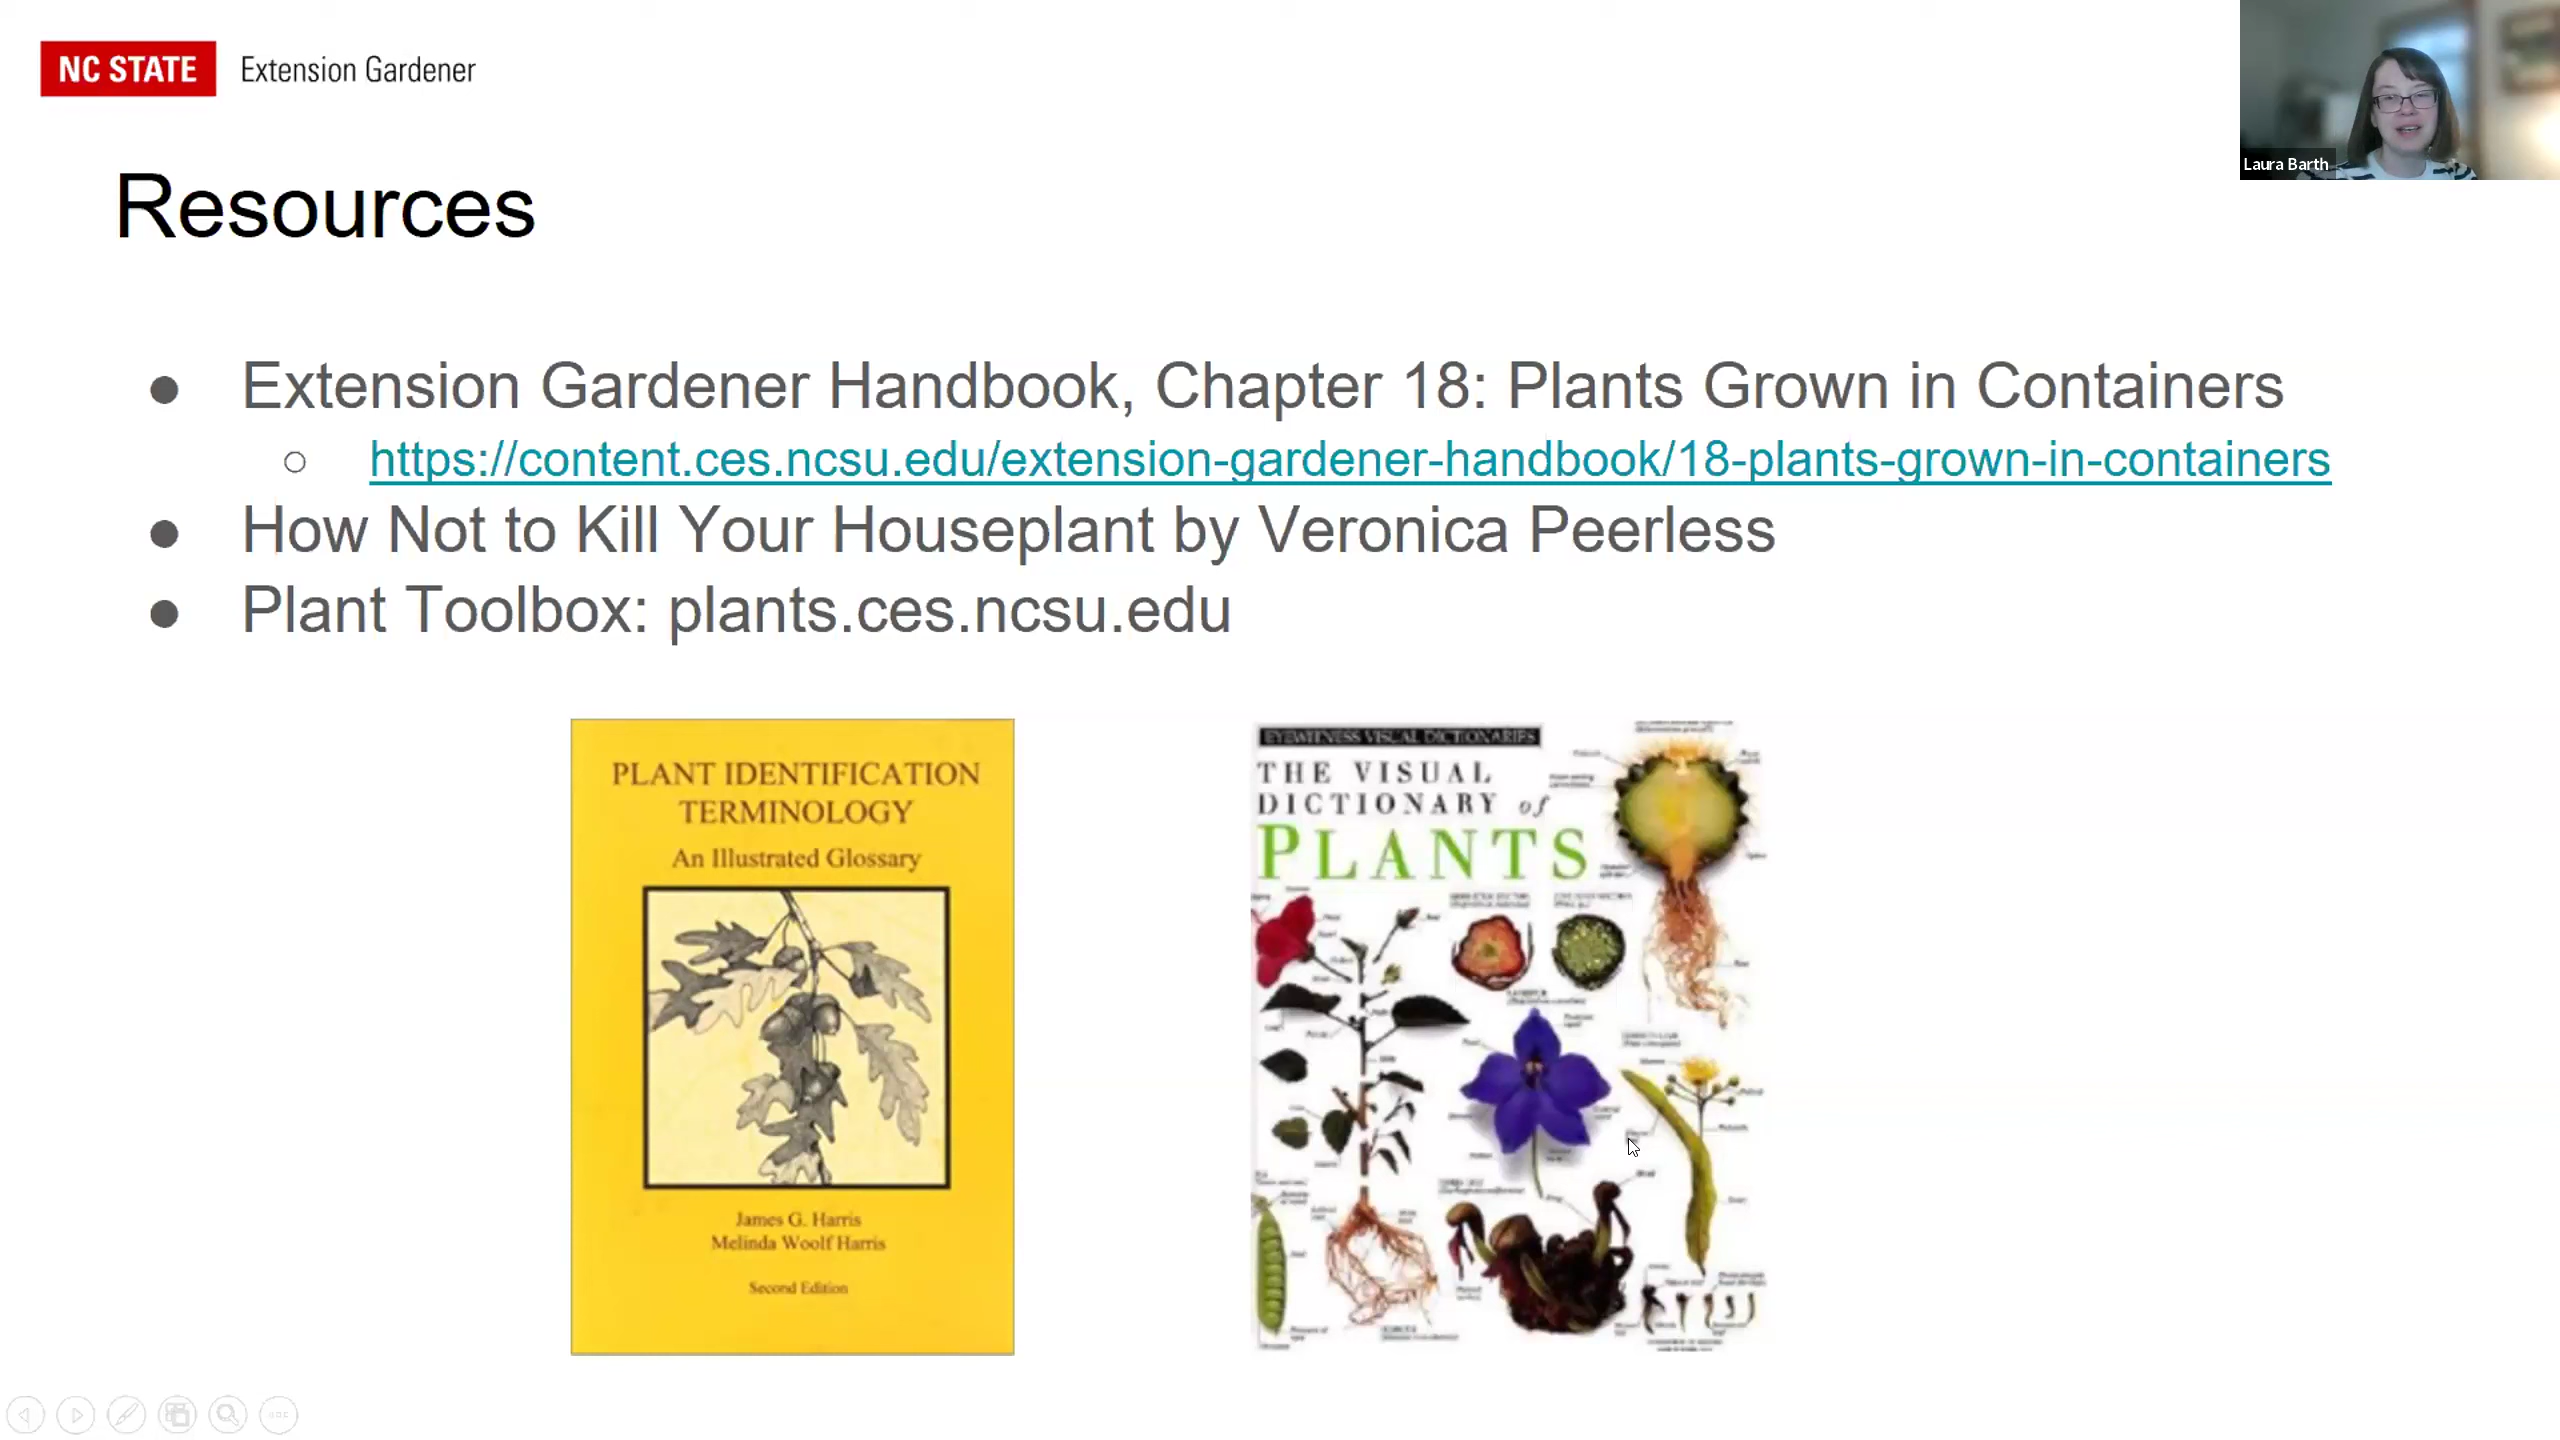 NC STATE Extension Gardener
Laura Barth
Resources
Extension Gardener Handbook, Chapter 18: Plants Grown in Containers
https://content.ces.ncsu.edu/extension-gardener-handbook/18-plants-grown-in-containers
How Not to Kill Your Houseplant by Veronica Peerless
Plant Toolbox: plants.ces.ncsu.edu
PLANT IDENTIFICATION
TERMINOLOGY
An Illustrated Glossary
James G. Harris
Melinda Woolf Harris
Second Edition
EYEWITNESS VISUAL DICTIONARIES
THE VISUAL
DICTIONARY of
PLANTS